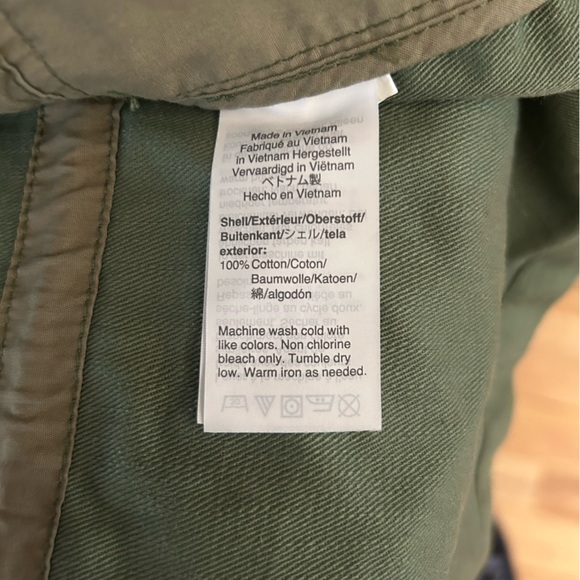 Made in Vietnam
Fabriqué au Vietnam
in Vietnam Hergestellt
Vervaardigd in Viëtnam
ベトナム製
Hecho en Vietnam
Shell/Extérieur/Oberstoff/
Buitenkant/シェル/tela
exterior:
100% Cotton/Coton/
Baumwolle/Katoen/
綿/algodón
Machine wash cold with
like colors. Non chlorine
bleach only. Tumble dry
low. Warm iron as needed.